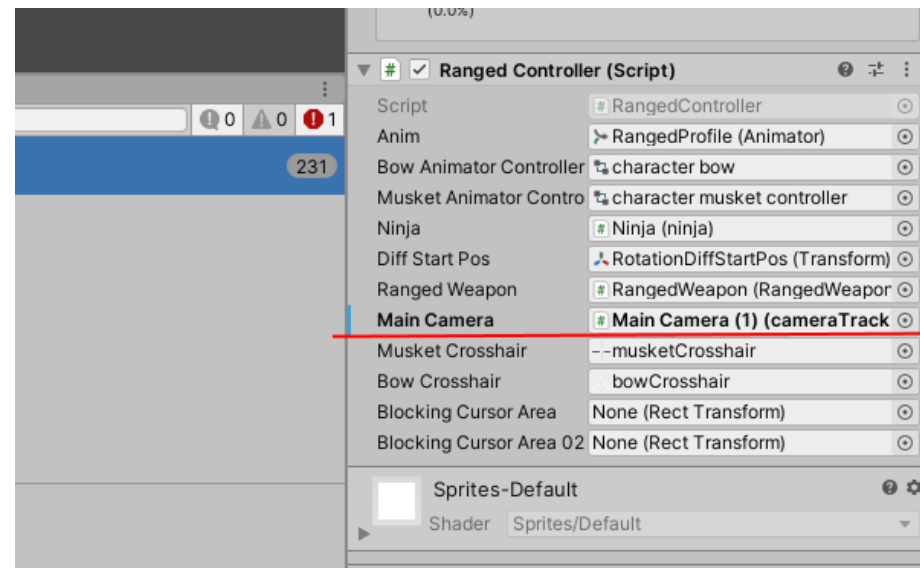 (0.0%)
Ranged Controller (Script)
0 0 1
Script RangedController
Anim RangedProfile (Animator)
231
Bow Animator Controller character bow
Musket Animator Contro character musket controller
Ninja Ninja (ninja)
Diff Start Pos RotationDiffStartPos (Transform)
Ranged Weapon RangedWeapon (RangedWeapor
Main Camera Main Camera (1) (cameraTrack
Musket Crosshair musketCrosshair
Bow Crosshair bowCrosshair
Blocking Cursor Area None (Rect Transform)
Blocking Cursor Area 02 None (Rect Transform)
Sprites-Default
Shader Sprites/Default